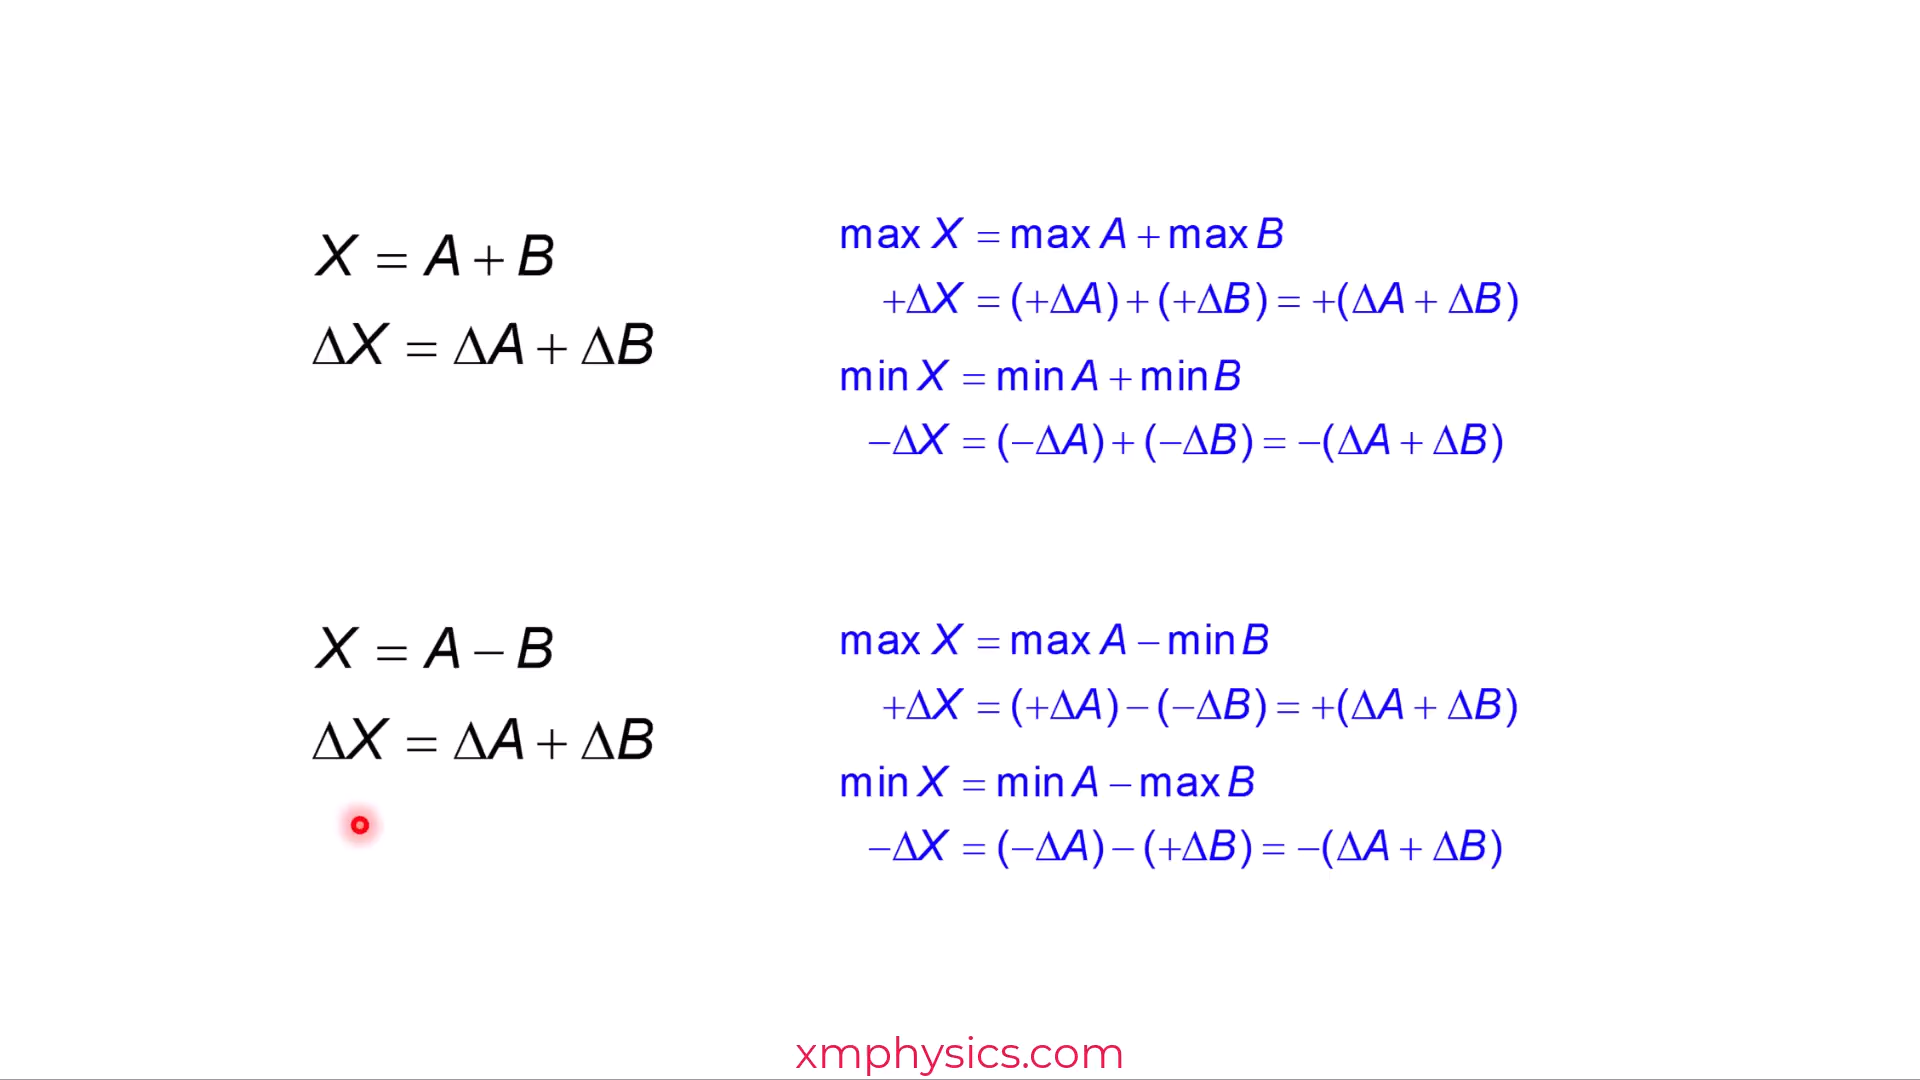 X = A + B
ΔX = ΔA + ΔB
max X = max A + max B
+ΔX = (+ΔA) + (+ΔB) = +(ΔA + ΔB)
min X = min A + min B
−ΔX = (−ΔA) + (−ΔB) = −(ΔA + ΔB)
X = A − B
ΔX = ΔA + ΔB
max X = max A − min B
+ΔX = (+ΔA) − (−ΔB) = +(ΔA + ΔB)
min X = min A − max B
−ΔX = (−ΔA) − (+ΔB) = −(ΔA + ΔB)
xmphysics.com